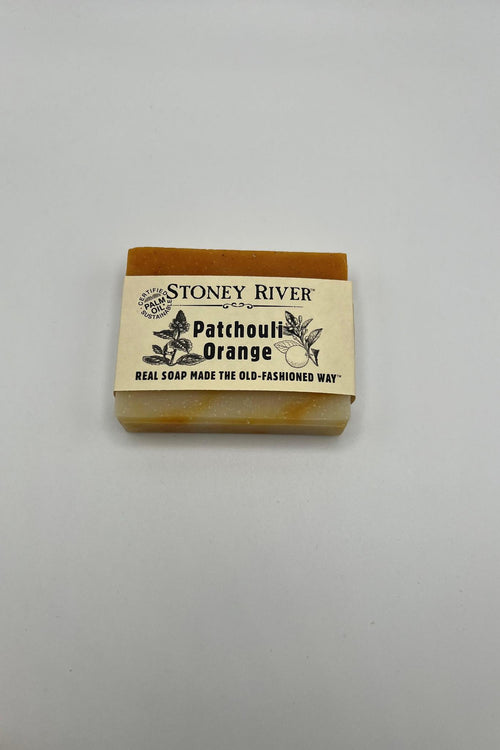 CERTIFIED
PALM
OIL
SUSTAINABLE
STONEY RIVER™
Patchouli
Orange
REAL SOAP MADE THE OLD-FASHIONED WAY™